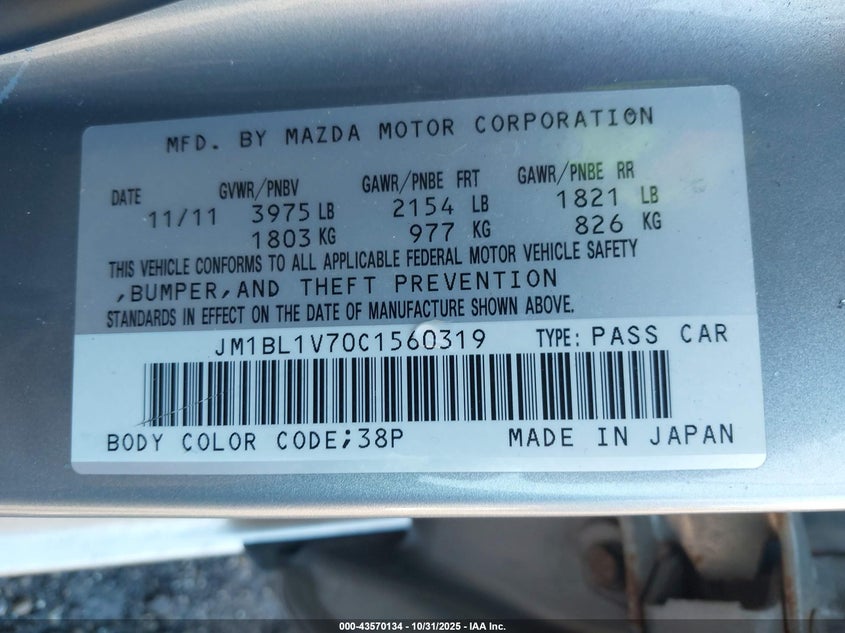 MFD. BY MAZDA MOTOR CORPORATION
DATE GVWR/PNBV GAWR/PNBE FRT GAWR/PNBE RR
11/11 3975 LB 2154 LB 1821 LB
1803 KG 977 KG 826 KG
THIS VEHICLE CONFORMS TO ALL APPLICABLE FEDERAL MOTOR VEHICLE SAFETY
,BUMPER,AND THEFT PREVENTION
STANDARDS IN EFFECT ON THE DATE OF MANUFACTURE SHOWN ABOVE.
JM1BL1V70C1560319 TYPE: PASS CAR
BODY COLOR CODE;38P MADE IN JAPAN
000-43570134 - 10/31/2025 - IAA Inc.